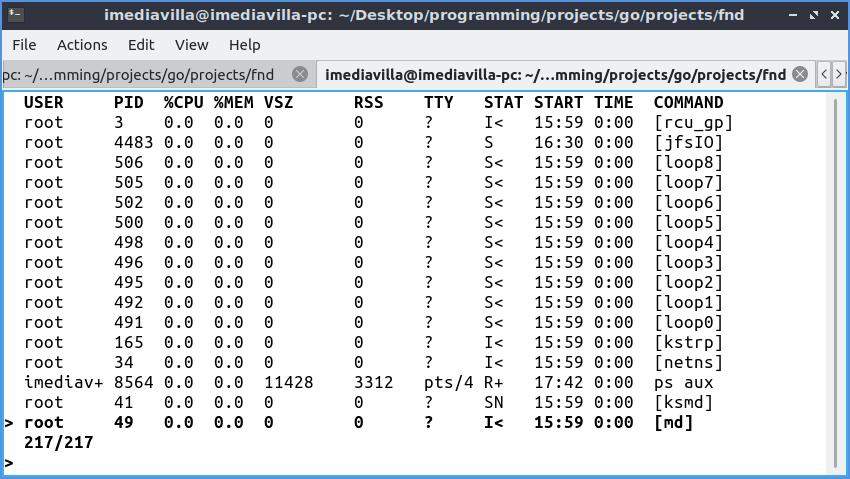 imediavilla@imediavilla-pc: ~/Desktop/programming/projects/go/projects/fnd
File Actions Edit View Help
pc: ~/…mming/projects/go/projects/fnd imediavilla@imediavilla-pc: ~/…mming/projects/go/projects/fnd
USER PID %CPU %MEM VSZ RSS TTY STAT START TIME COMMAND
root 3 0.0 0.0 0 0 ? I< 15:59 0:00 [rcu_gp]
root 4483 0.0 0.0 0 0 ? S 16:30 0:00 [jfsIO]
root 506 0.0 0.0 0 0 ? S< 15:59 0:00 [loop8]
root 505 0.0 0.0 0 0 ? S< 15:59 0:00 [loop7]
root 502 0.0 0.0 0 0 ? S< 15:59 0:00 [loop6]
root 500 0.0 0.0 0 0 ? S< 15:59 0:00 [loop5]
root 498 0.0 0.0 0 0 ? S< 15:59 0:00 [loop4]
root 496 0.0 0.0 0 0 ? S< 15:59 0:00 [loop3]
root 495 0.0 0.0 0 0 ? S< 15:59 0:00 [loop2]
root 492 0.0 0.0 0 0 ? S< 15:59 0:00 [loop1]
root 491 0.0 0.0 0 0 ? S< 15:59 0:00 [loop0]
root 165 0.0 0.0 0 0 ? I< 15:59 0:00 [kstrp]
root 34 0.0 0.0 0 0 ? I< 15:59 0:00 [netns]
imediav+ 8564 0.0 0.0 11428 3312 pts/4 R+ 17:42 0:00 ps aux
root 41 0.0 0.0 0 0 ? SN 15:59 0:00 [ksmd]
> root 49 0.0 0.0 0 0 ? I< 15:59 0:00 [md]
217/217
>